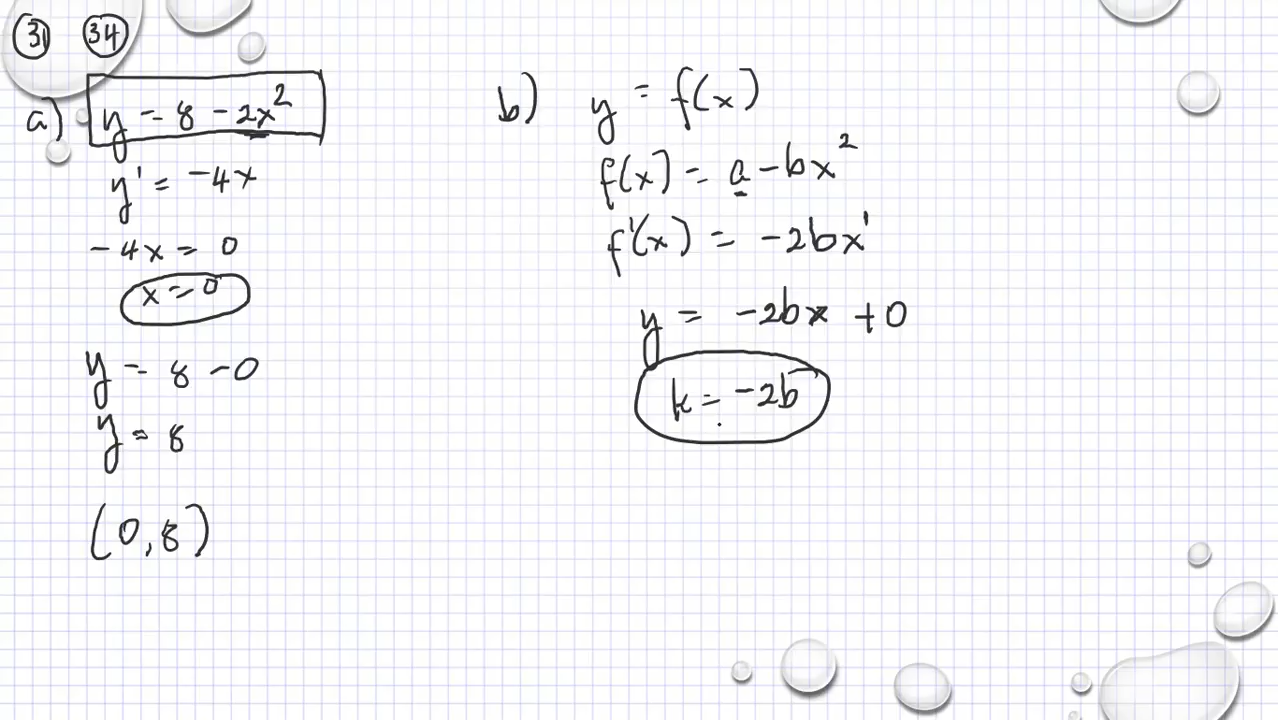 31 34
a) y = 8 - 2x²
y' = -4x
-4x = 0
x = 0
y = 8 - 0
y = 8
(0, 8)
b) y = f(x)
f(x) = a - bx²
f'(x) = -2bx¹
y = -2bx + 0
k = -2b